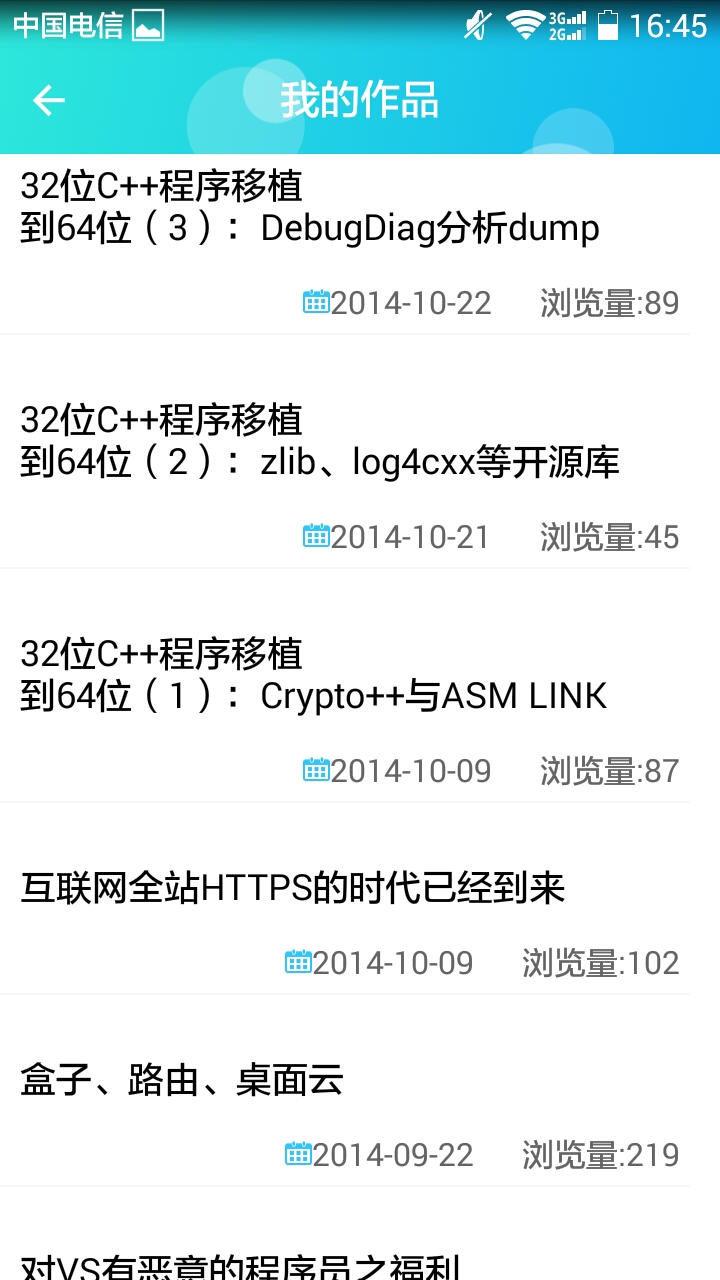 中国电信 3G 2G 16:45
我的作品
32位C++程序移植
到64位（3）：DebugDiag分析dump
2014-10-22 浏览量:89
32位C++程序移植
到64位（2）：zlib、log4cxx等开源库
2014-10-21 浏览量:45
32位C++程序移植
到64位（1）：Crypto++与ASM LINK
2014-10-09 浏览量:87
互联网全站HTTPS的时代已经到来
2014-10-09 浏览量:102
盒子、路由、桌面云
2014-09-22 浏览量:219
对VS有恶意的程序员之福利